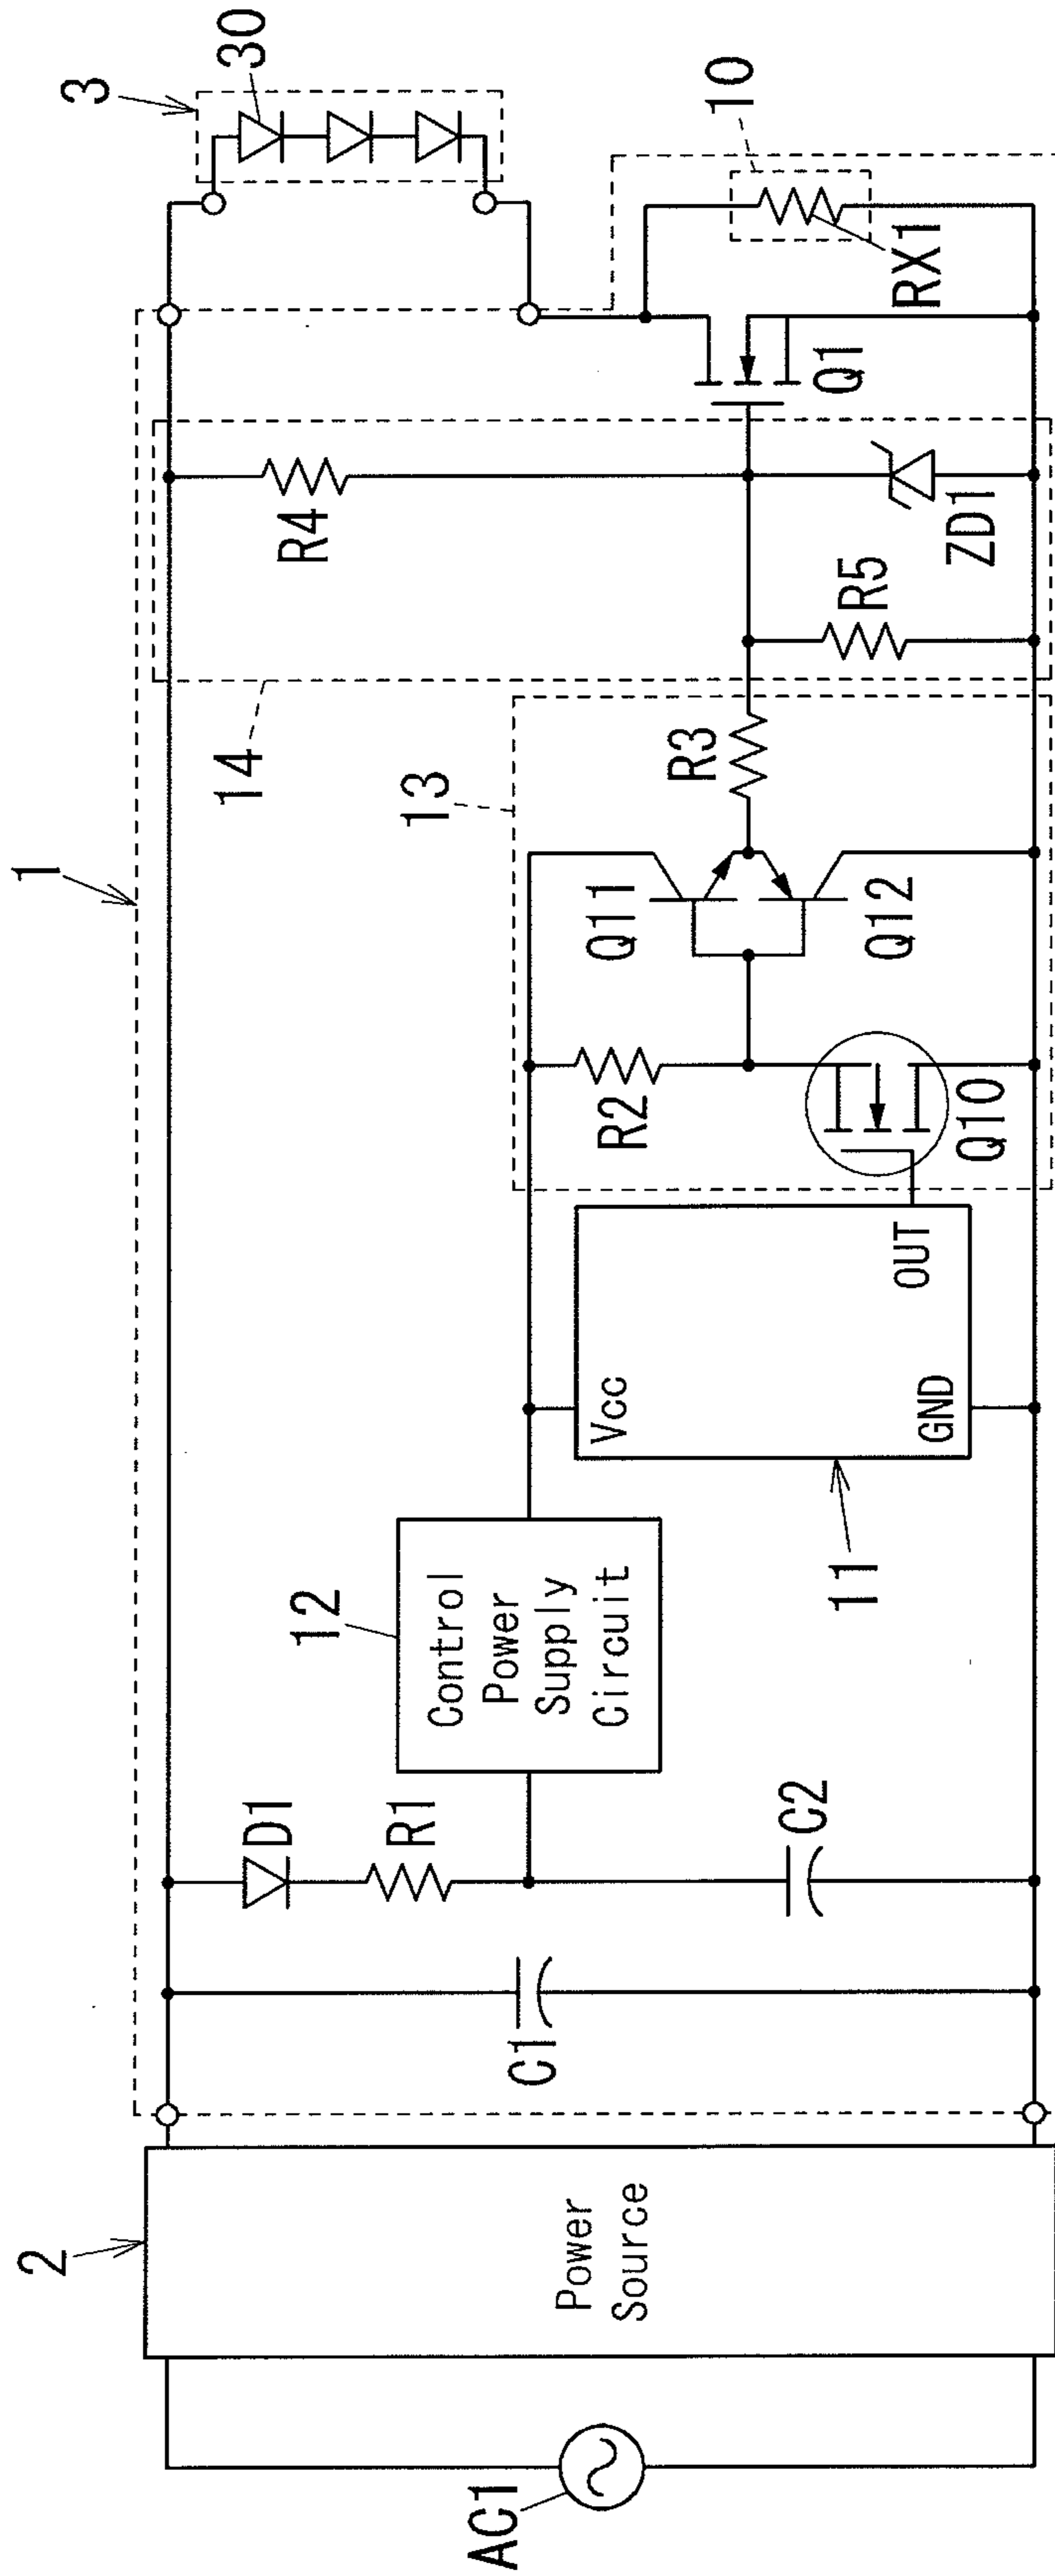 1
2
AC1
Power
Source
C1
D1
R1
C2
12
Control
Power
Supply
Circuit
11
Vcc
GND
OUT
13
R2
Q10
Q11
Q12
R3
14
R4
R5
ZD1
Q1
3
30
10
RX1